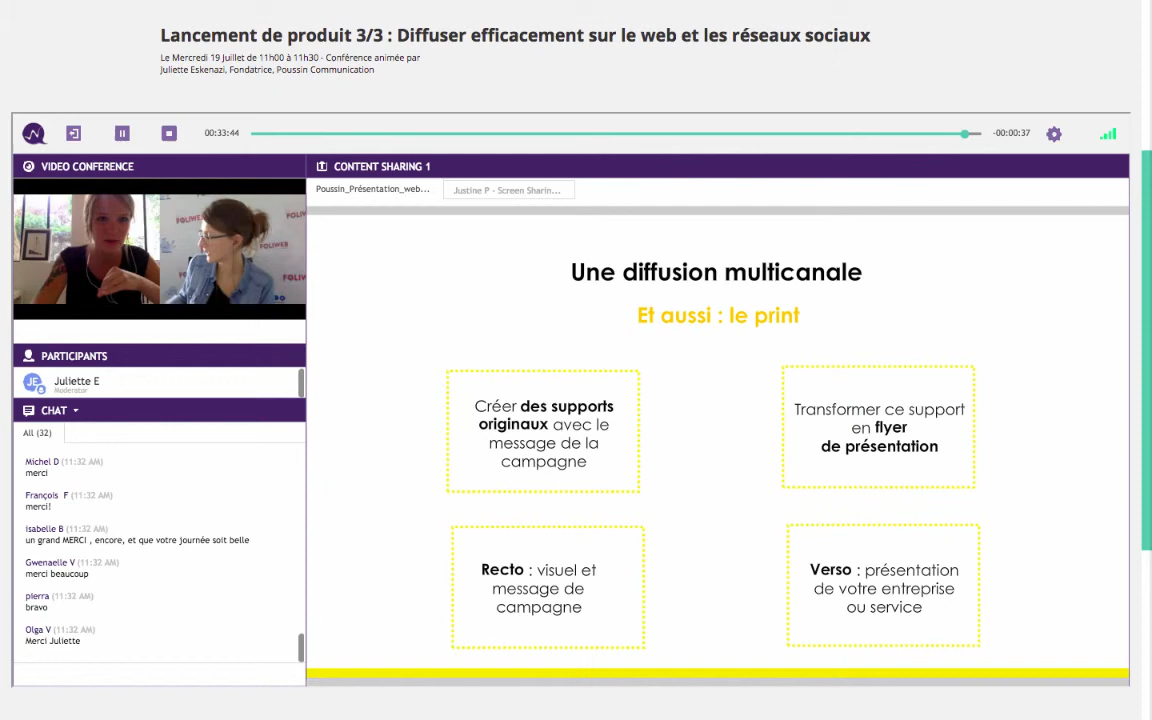 Lancement de produit 3/3 : Diffuser efficacement sur le web et les réseaux sociaux
Le Mercredi 19 Juillet de 11h00 à 11h30 - Conférence animée par
Juliette Eskenazi, Fondatrice, Poussin Communication
00:33:44
-00:00:37
VIDEO CONFERENCE
FOLIWEB
FOLIWEB
PARTICIPANTS
JE
Juliette E
Moderator
CHAT
All (32)
Michel D (11:32 AM)
merci
François F (11:32 AM)
merci!
isabelle B (11:32 AM)
un grand MERCI , encore, et que votre journée soit belle
Gwenaelle V (11:32 AM)
merci beaucoup
pierra (11:32 AM)
bravo
Olga V (11:32 AM)
Merci Juliette
CONTENT SHARING 1
Poussin_Présentation_web...
Justine P - Screen Sharin...
Une diffusion multicanale
Et aussi : le print
Créer des supports
originaux avec le
message de la
campagne
Transformer ce support
en flyer
de présentation
Recto : visuel et
message de
campagne
Verso : présentation
de votre entreprise
ou service